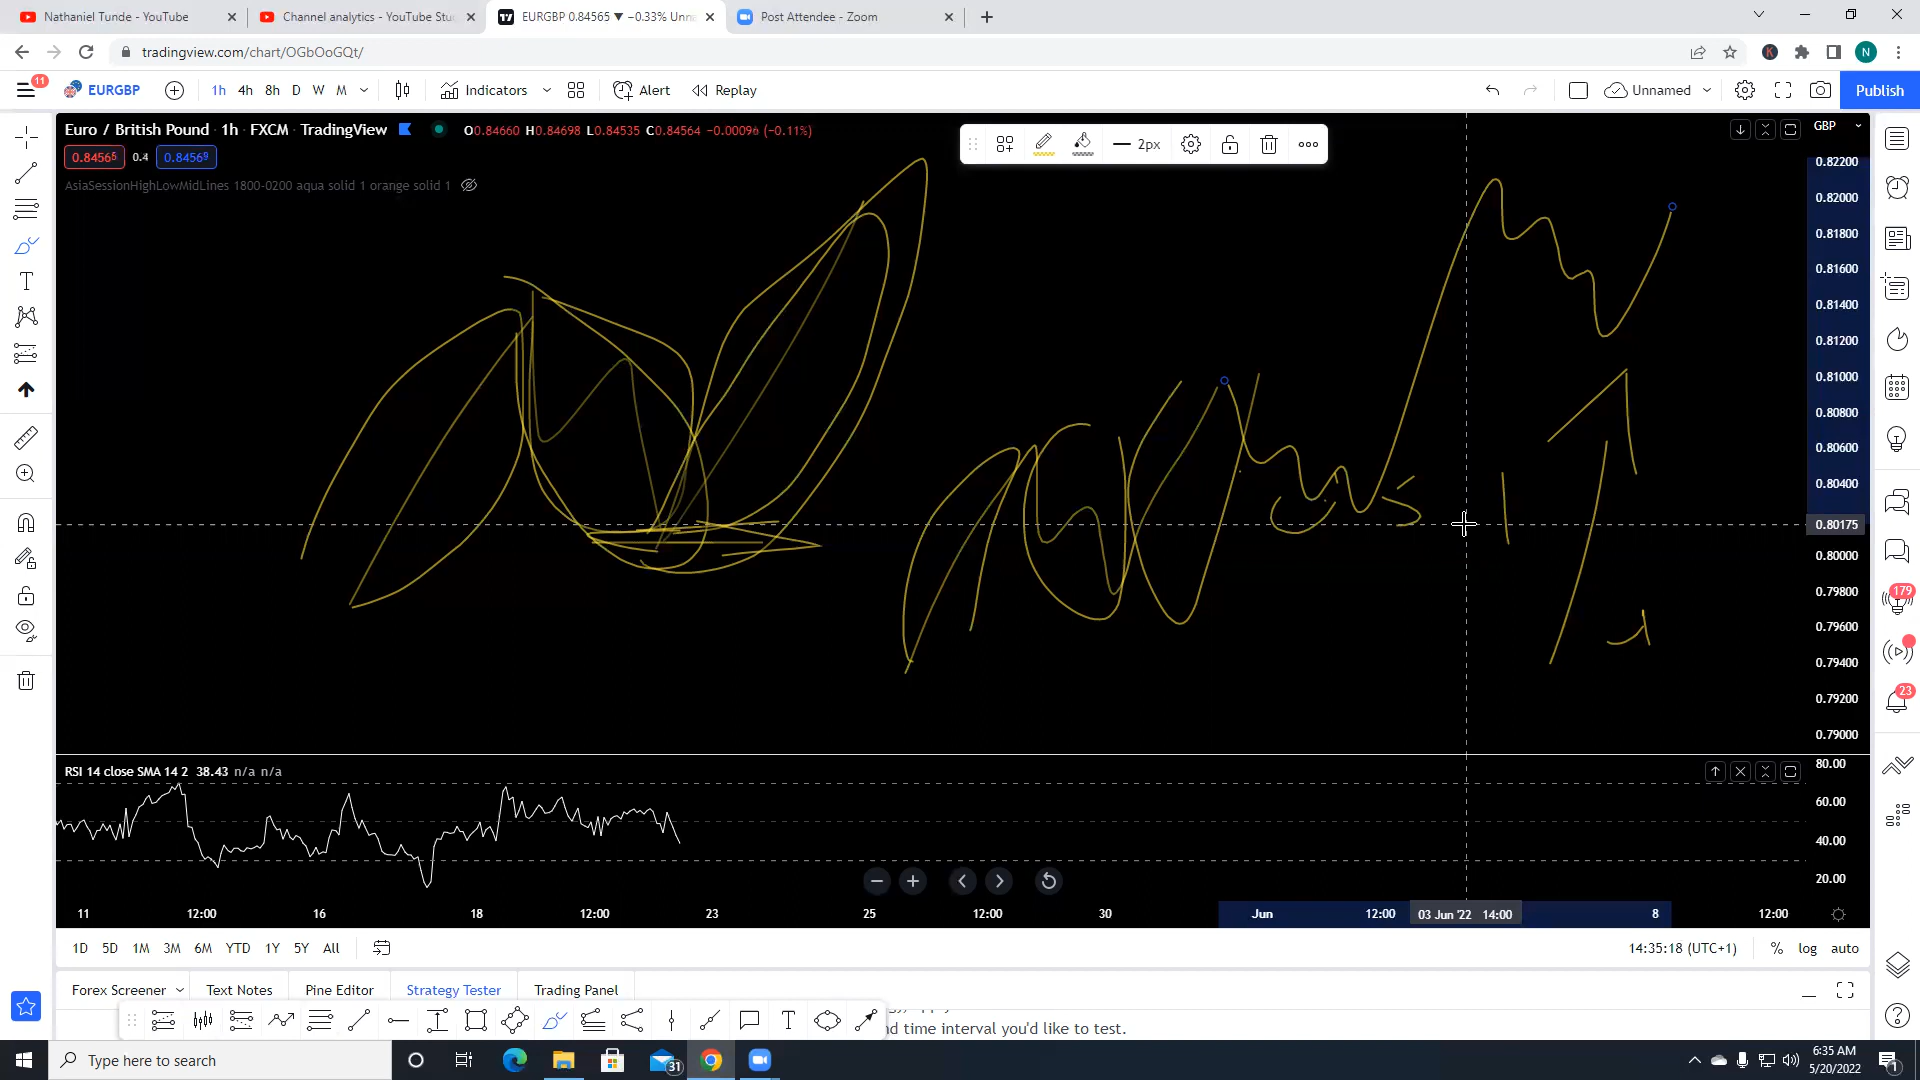 Nathaniel Tunde - YouTube
Channel analytics - YouTube Stu
EURGBP 0.84565 ▼ −0.33% Unna
Post Attendee - Zoom
tradingview.com/chart/OGbOoGQt/
K
N
11
EURGBP
1h 4h 8h D W M
Indicators
Alert
Replay
Unnamed
Publish
Euro / British Pound · 1h · FXCM · TradingView
O0.84660 H0.84698 L0.84535 C0.84564 −0.00096 (−0.11%)
GBP
2px
0.84565 0.4 0.84569
AsiaSessionHighLowMidLines 1800-0200 aqua solid 1 orange solid 1
0.82200
0.82000
0.81800
0.81600
0.81400
0.81200
0.81000
0.80800
0.80600
0.80400
0.80175
0.80000
0.79800
0.79600
0.79400
0.79200
0.79000
179
23
RSI 14 close SMA 14 2 38.43 n/a n/a
80.00
60.00
40.00
20.00
11 12:00 16 18 12:00 23 25 12:00 30 Jun 12:00 03 Jun '22 14:00 8 12:00
1D 5D 1M 3M 6M YTD 1Y 5Y All
14:35:18 (UTC+1) % log auto
Forex Screener Text Notes Pine Editor Strategy Tester Trading Panel
nd time interval you'd like to test.
Type here to search
31
6:35 AM
5/20/2022
1